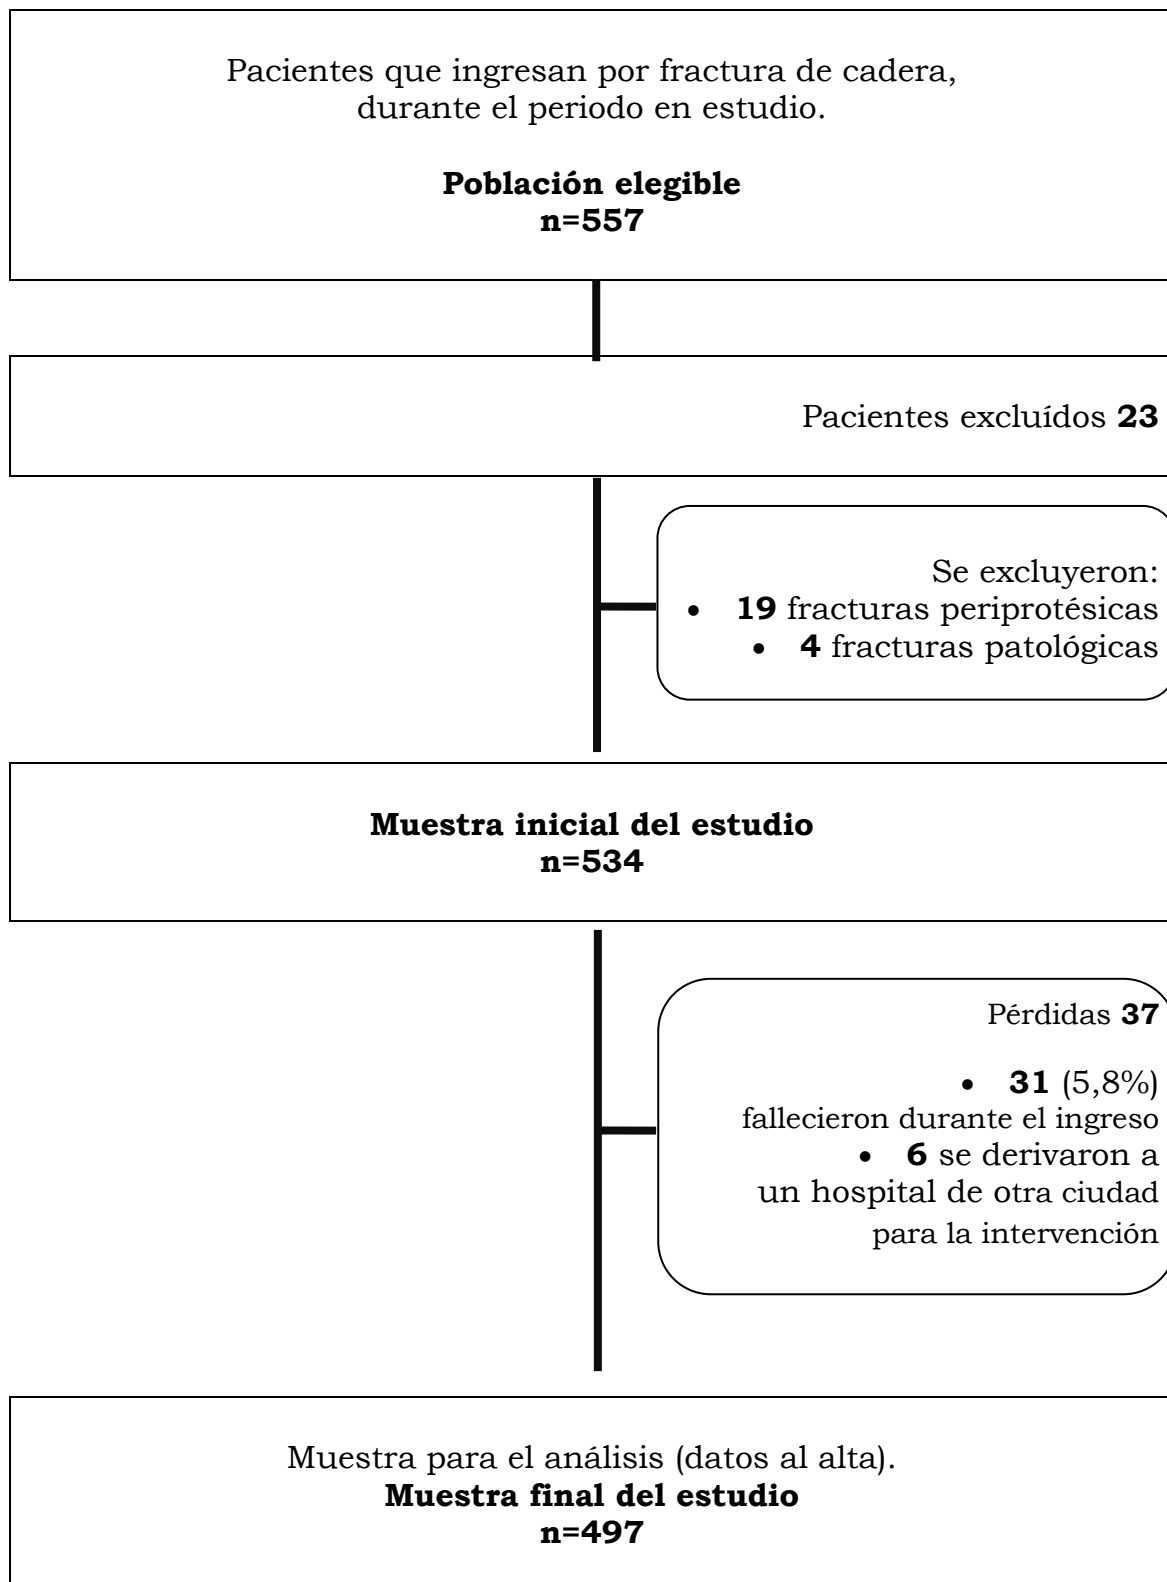 Pacientes que ingresan por fractura de cadera,
durante el periodo en estudio.
Población elegible
n=557
Pacientes excluídos 23
Se excluyeron:
• 19 fracturas periprotésicas
• 4 fracturas patológicas
Muestra inicial del estudio
n=534
Pérdidas 37
• 31 (5,8%)
fallecieron durante el ingreso
• 6 se derivaron a
un hospital de otra ciudad
para la intervención
Muestra para el análisis (datos al alta).
Muestra final del estudio
n=497